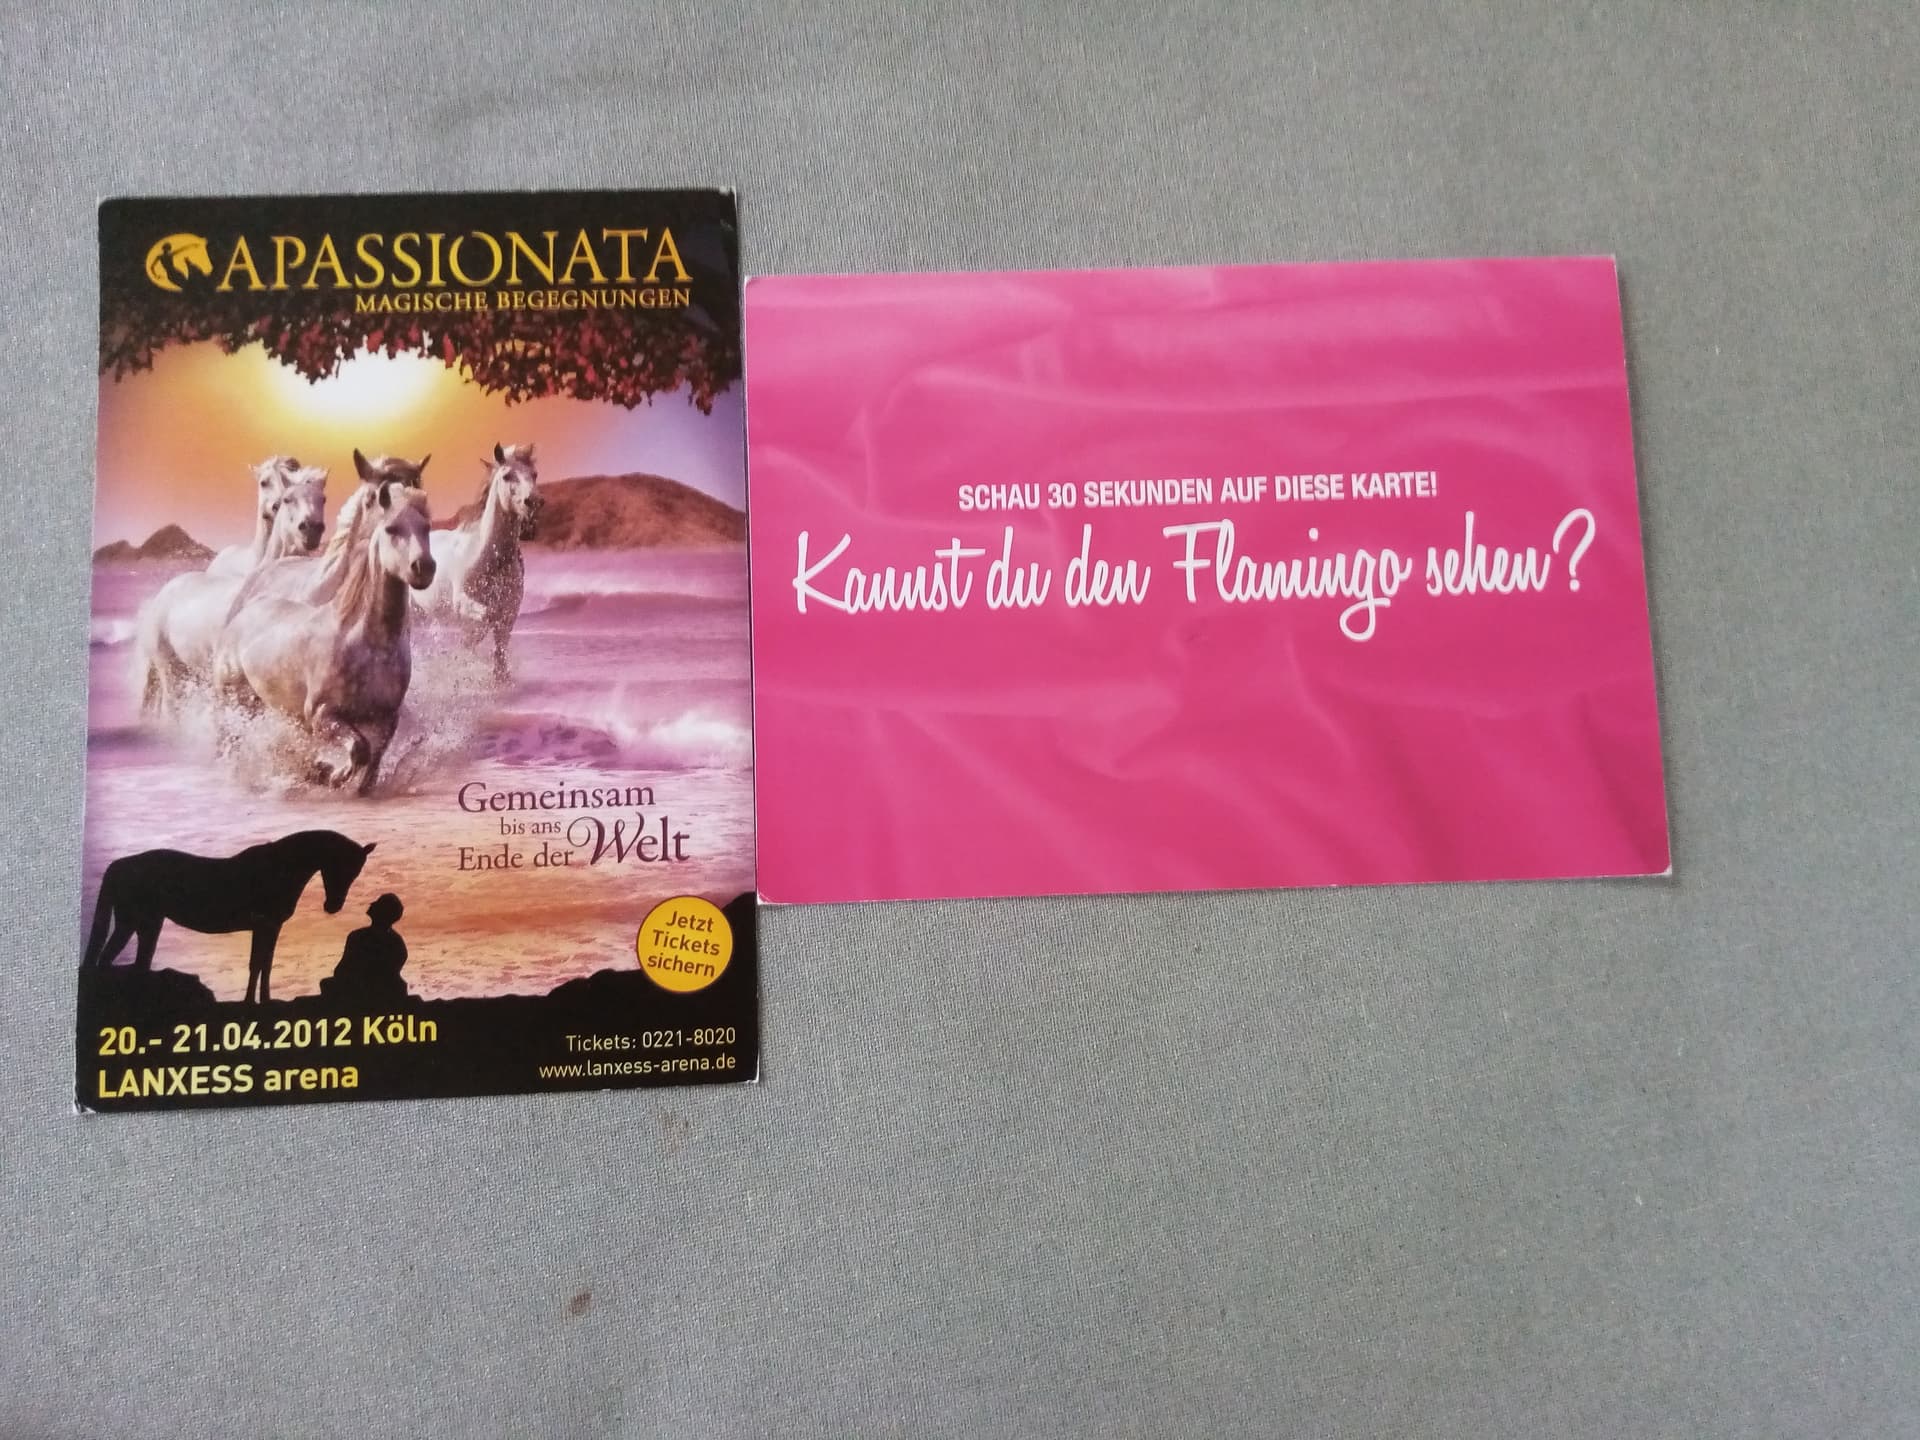 APASSIONATA
MAGISCHE BEGEGNUNGEN
Gemeinsam
bis ans
Ende der Welt
Jetzt
Tickets
sichern
20.- 21.04.2012 Köln
LANXESS arena
Tickets: 0221-8020
www.lanxess-arena.de
SCHAU 30 SEKUNDEN AUF DIESE KARTE!
Kannst du den Flamingo sehen?